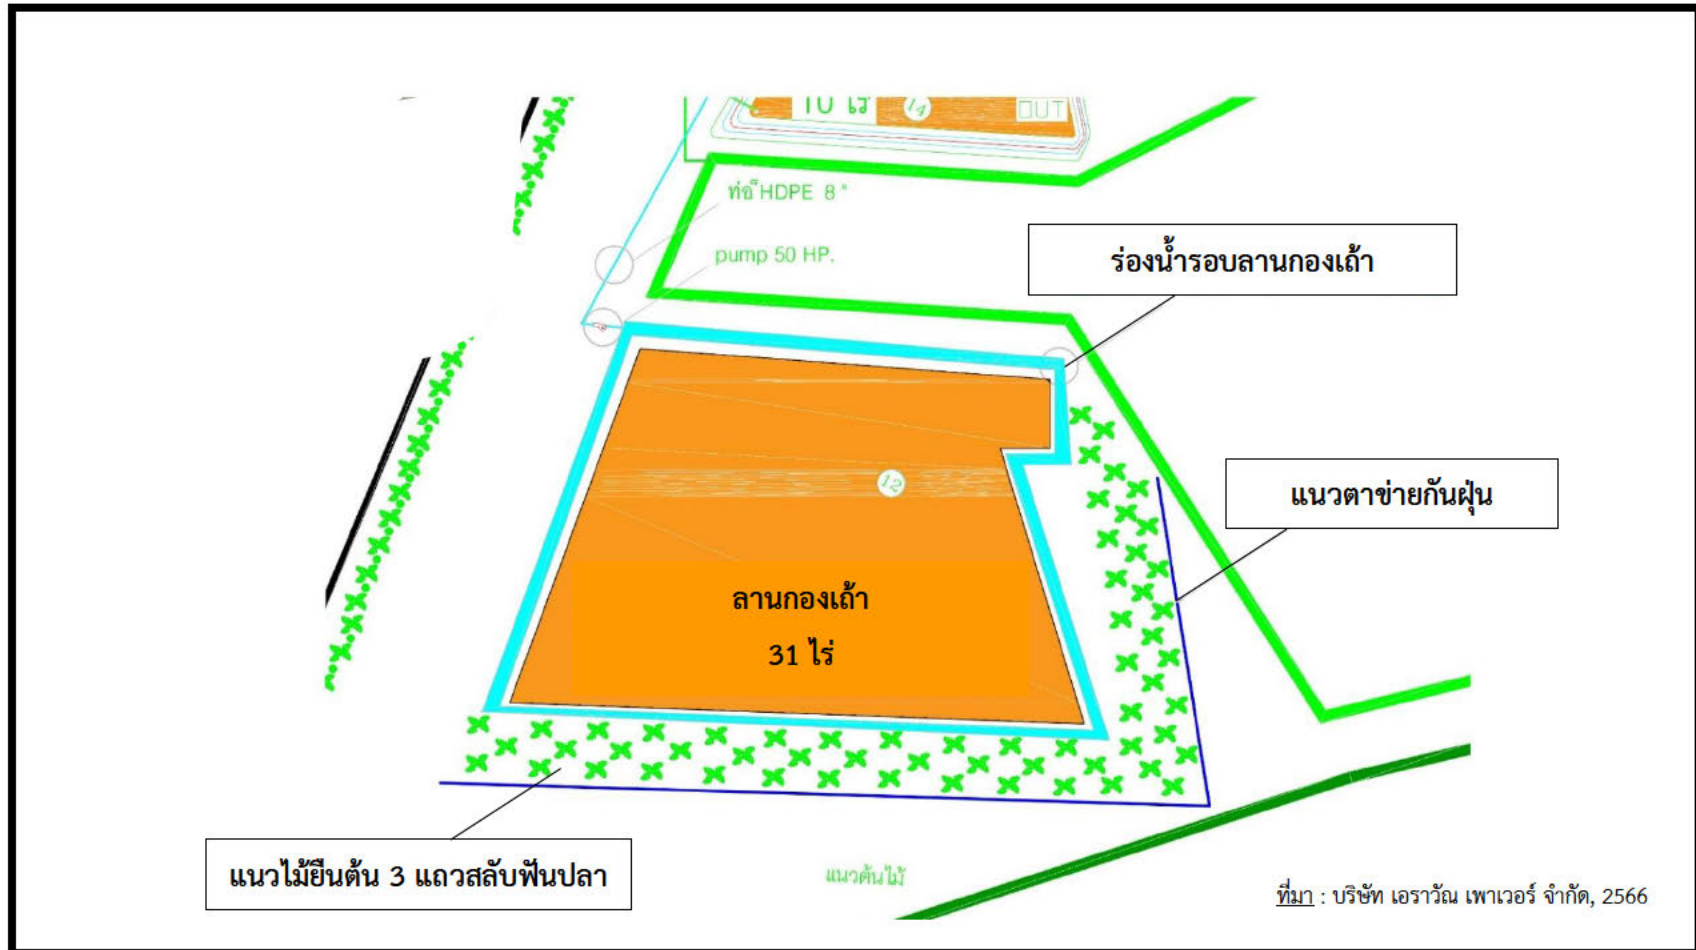 10 ไร่
14
OUT
ท่อ HDPE 8 "
pump 50 HP.
ร่องน้ำรอบลานกองเถ้า
12
แนวตาข่ายกันฝุ่น
ลานกองเถ้า
31 ไร่
แนวไม้ยืนต้น 3 แถวสลับฟันปลา
แนวต้นไม้
ที่มา : บริษัท เอราวัณ เพาเวอร์ จำกัด, 2566